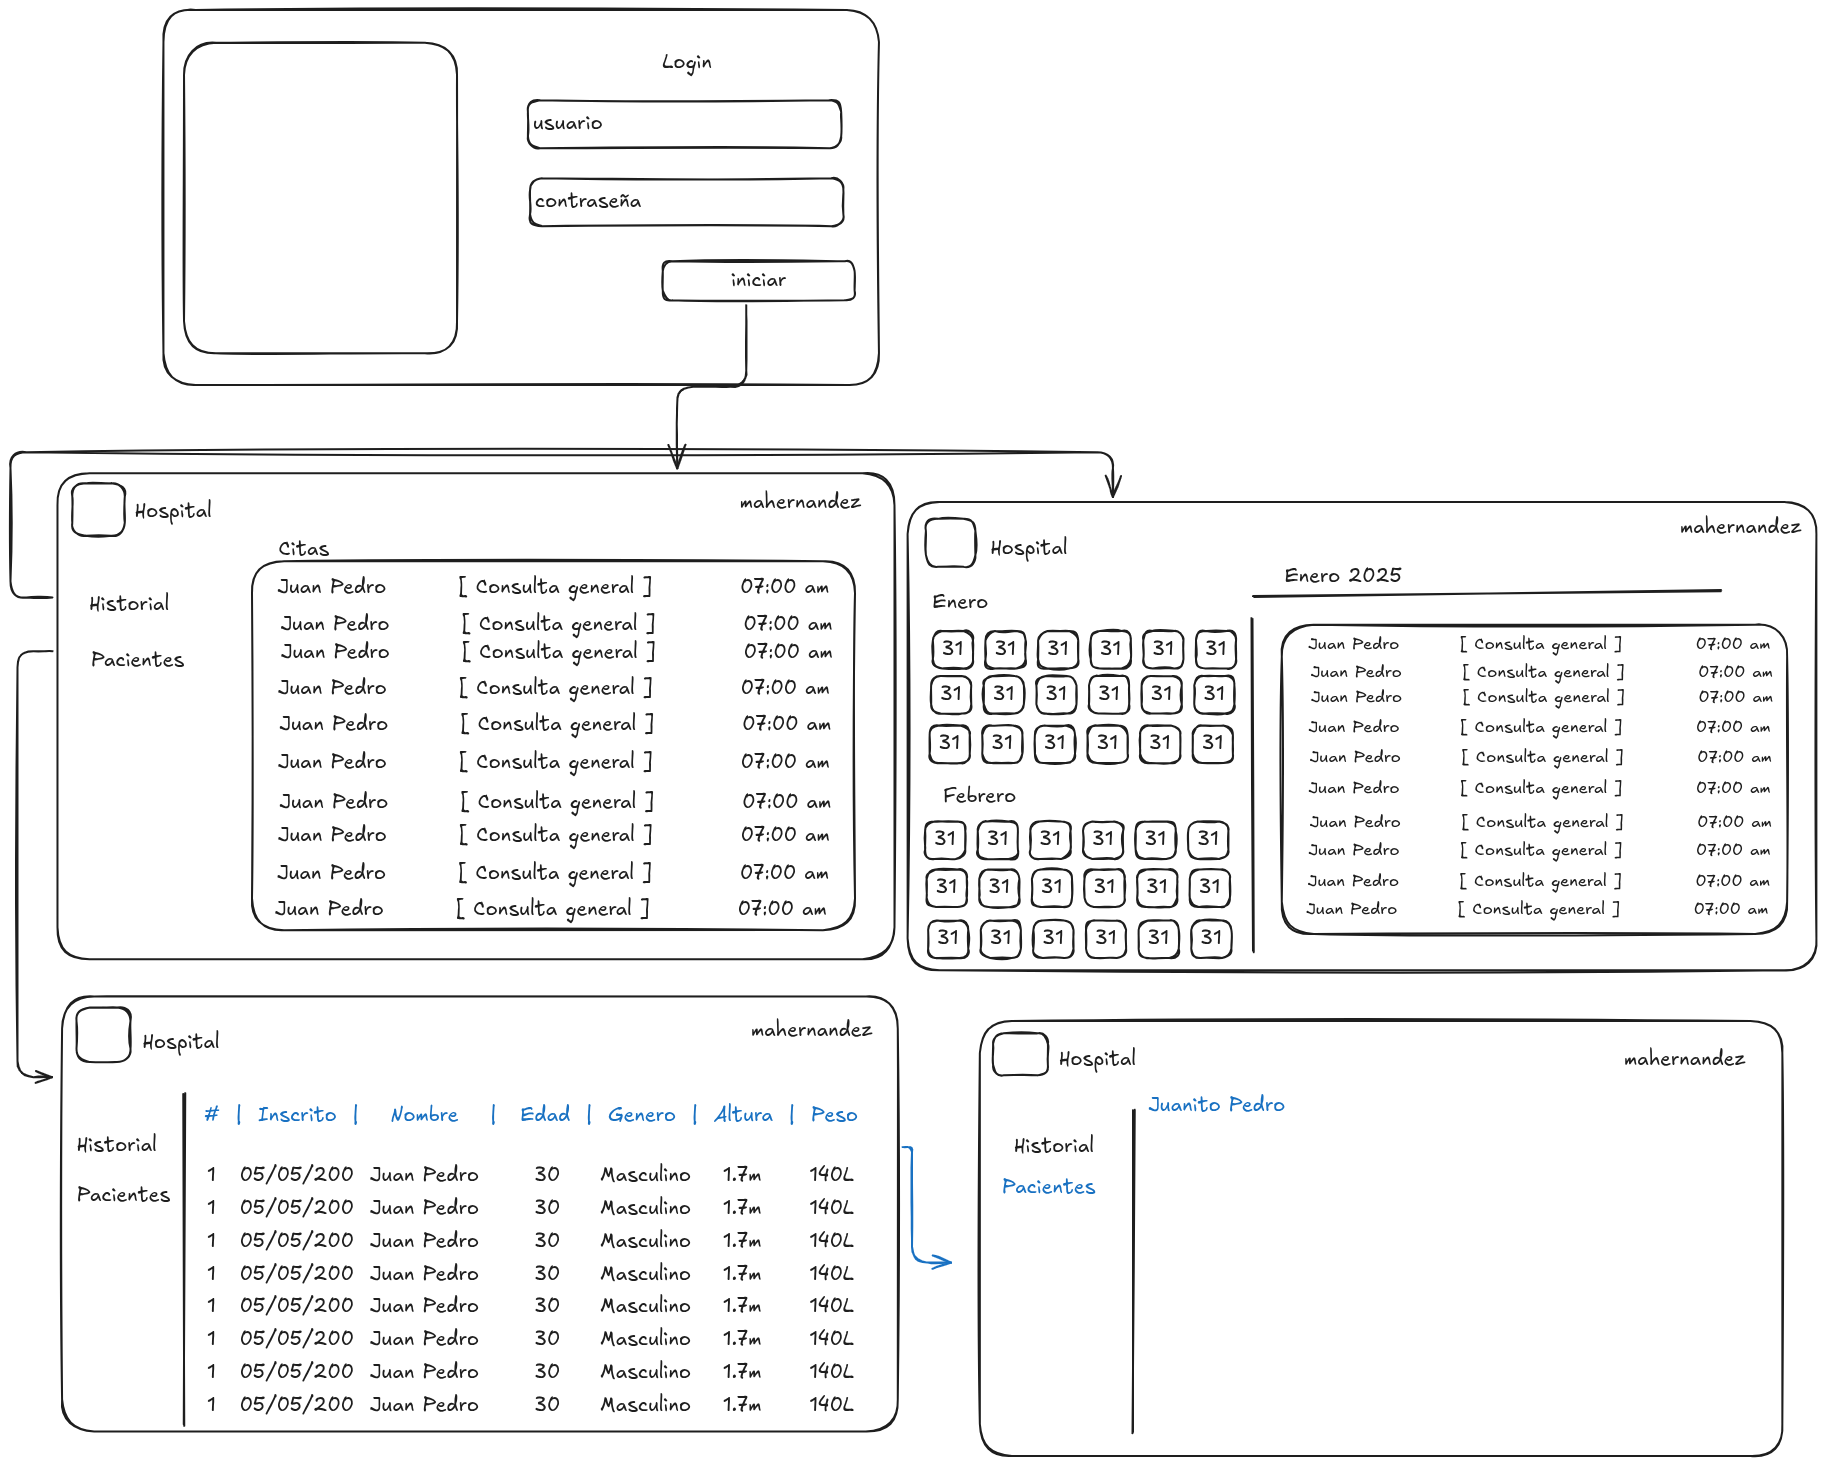 Login
usuario
contraseña
iniciar
Hospital
mahernandez
Citas
Historial
Pacientes
Juan Pedro [ Consulta general ] 07:00 am
Juan Pedro [ Consulta general ] 07:00 am
Juan Pedro [ Consulta general ] 07:00 am
Juan Pedro [ Consulta general ] 07:00 am
Juan Pedro [ Consulta general ] 07:00 am
Juan Pedro [ Consulta general ] 07:00 am
Juan Pedro [ Consulta general ] 07:00 am
Juan Pedro [ Consulta general ] 07:00 am
Juan Pedro [ Consulta general ] 07:00 am
Juan Pedro [ Consulta general ] 07:00 am
Hospital
mahernandez
Enero
31 31 31 31 31 31
31 31 31 31 31 31
31 31 31 31 31 31
Febrero
31 31 31 31 31 31
31 31 31 31 31 31
31 31 31 31 31 31
Enero 2025
Juan Pedro [ Consulta general ] 07:00 am
Juan Pedro [ Consulta general ] 07:00 am
Juan Pedro [ Consulta general ] 07:00 am
Juan Pedro [ Consulta general ] 07:00 am
Juan Pedro [ Consulta general ] 07:00 am
Juan Pedro [ Consulta general ] 07:00 am
Juan Pedro [ Consulta general ] 07:00 am
Juan Pedro [ Consulta general ] 07:00 am
Juan Pedro [ Consulta general ] 07:00 am
Juan Pedro [ Consulta general ] 07:00 am
Hospital
mahernandez
Historial
Pacientes
# | Inscrito | Nombre | Edad | Genero | Altura | Peso
1 05/05/200 Juan Pedro 30 Masculino 1.7m 140L
1 05/05/200 Juan Pedro 30 Masculino 1.7m 140L
1 05/05/200 Juan Pedro 30 Masculino 1.7m 140L
1 05/05/200 Juan Pedro 30 Masculino 1.7m 140L
1 05/05/200 Juan Pedro 30 Masculino 1.7m 140L
1 05/05/200 Juan Pedro 30 Masculino 1.7m 140L
1 05/05/200 Juan Pedro 30 Masculino 1.7m 140L
1 05/05/200 Juan Pedro 30 Masculino 1.7m 140L
Hospital
mahernandez
Juanito Pedro
Historial
Pacientes